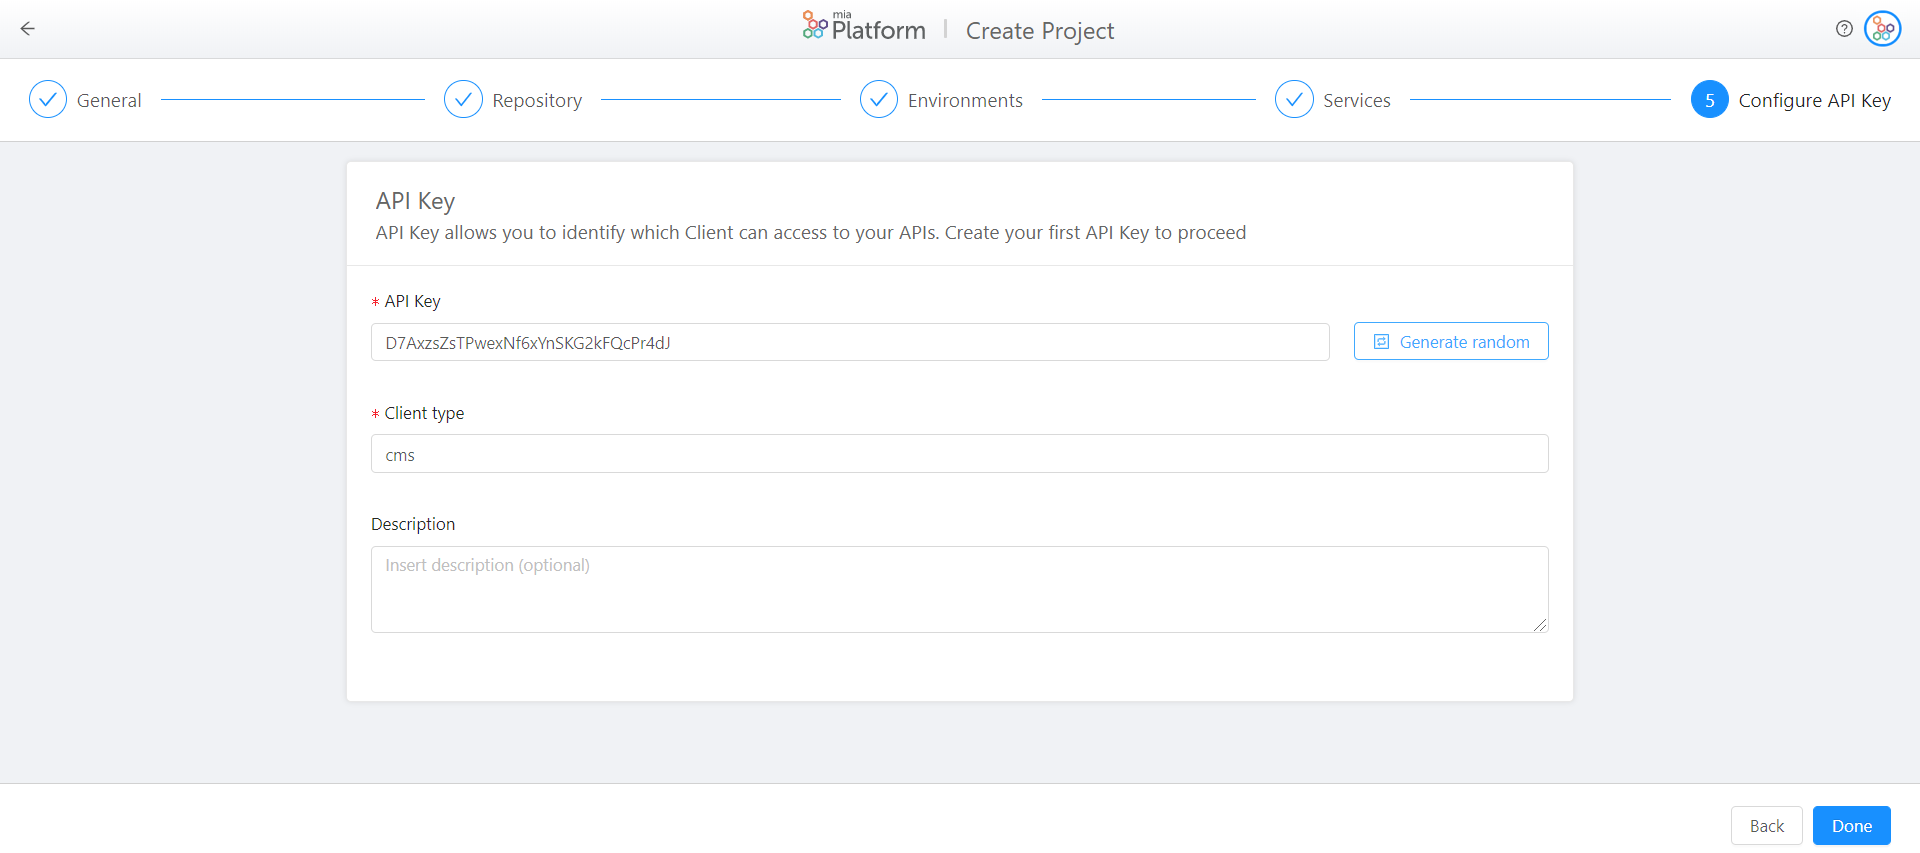 mia
Platform | Create Project
General
Repository
Environments
Services
5 Configure API Key
API Key
API Key allows you to identify which Client can access to your APIs. Create your first API Key to proceed
* API Key
D7AxzsZsTPwexNf6xYnSKG2kFQcPr4dJ
Generate random
* Client type
cms
Description
Insert description (optional)
Back
Done